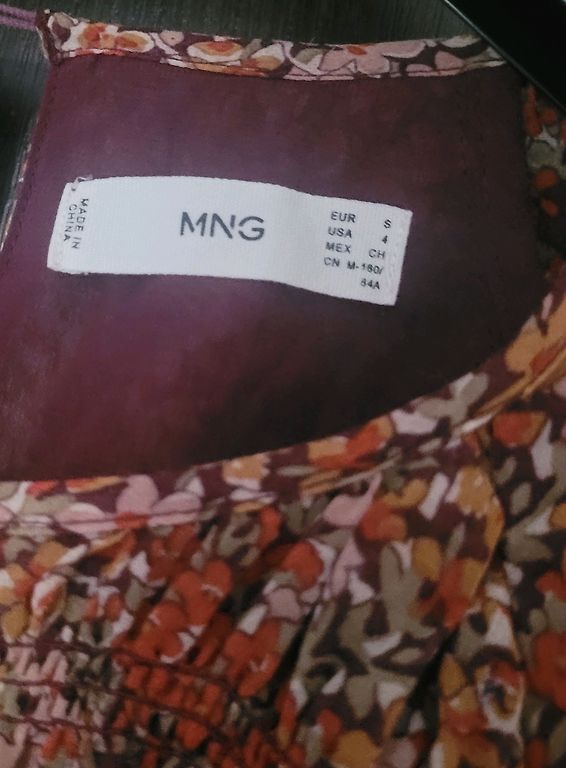 MADE IN
CHINA
MNG
EUR S
USA 4
MEX CH
CN M-160/
84A